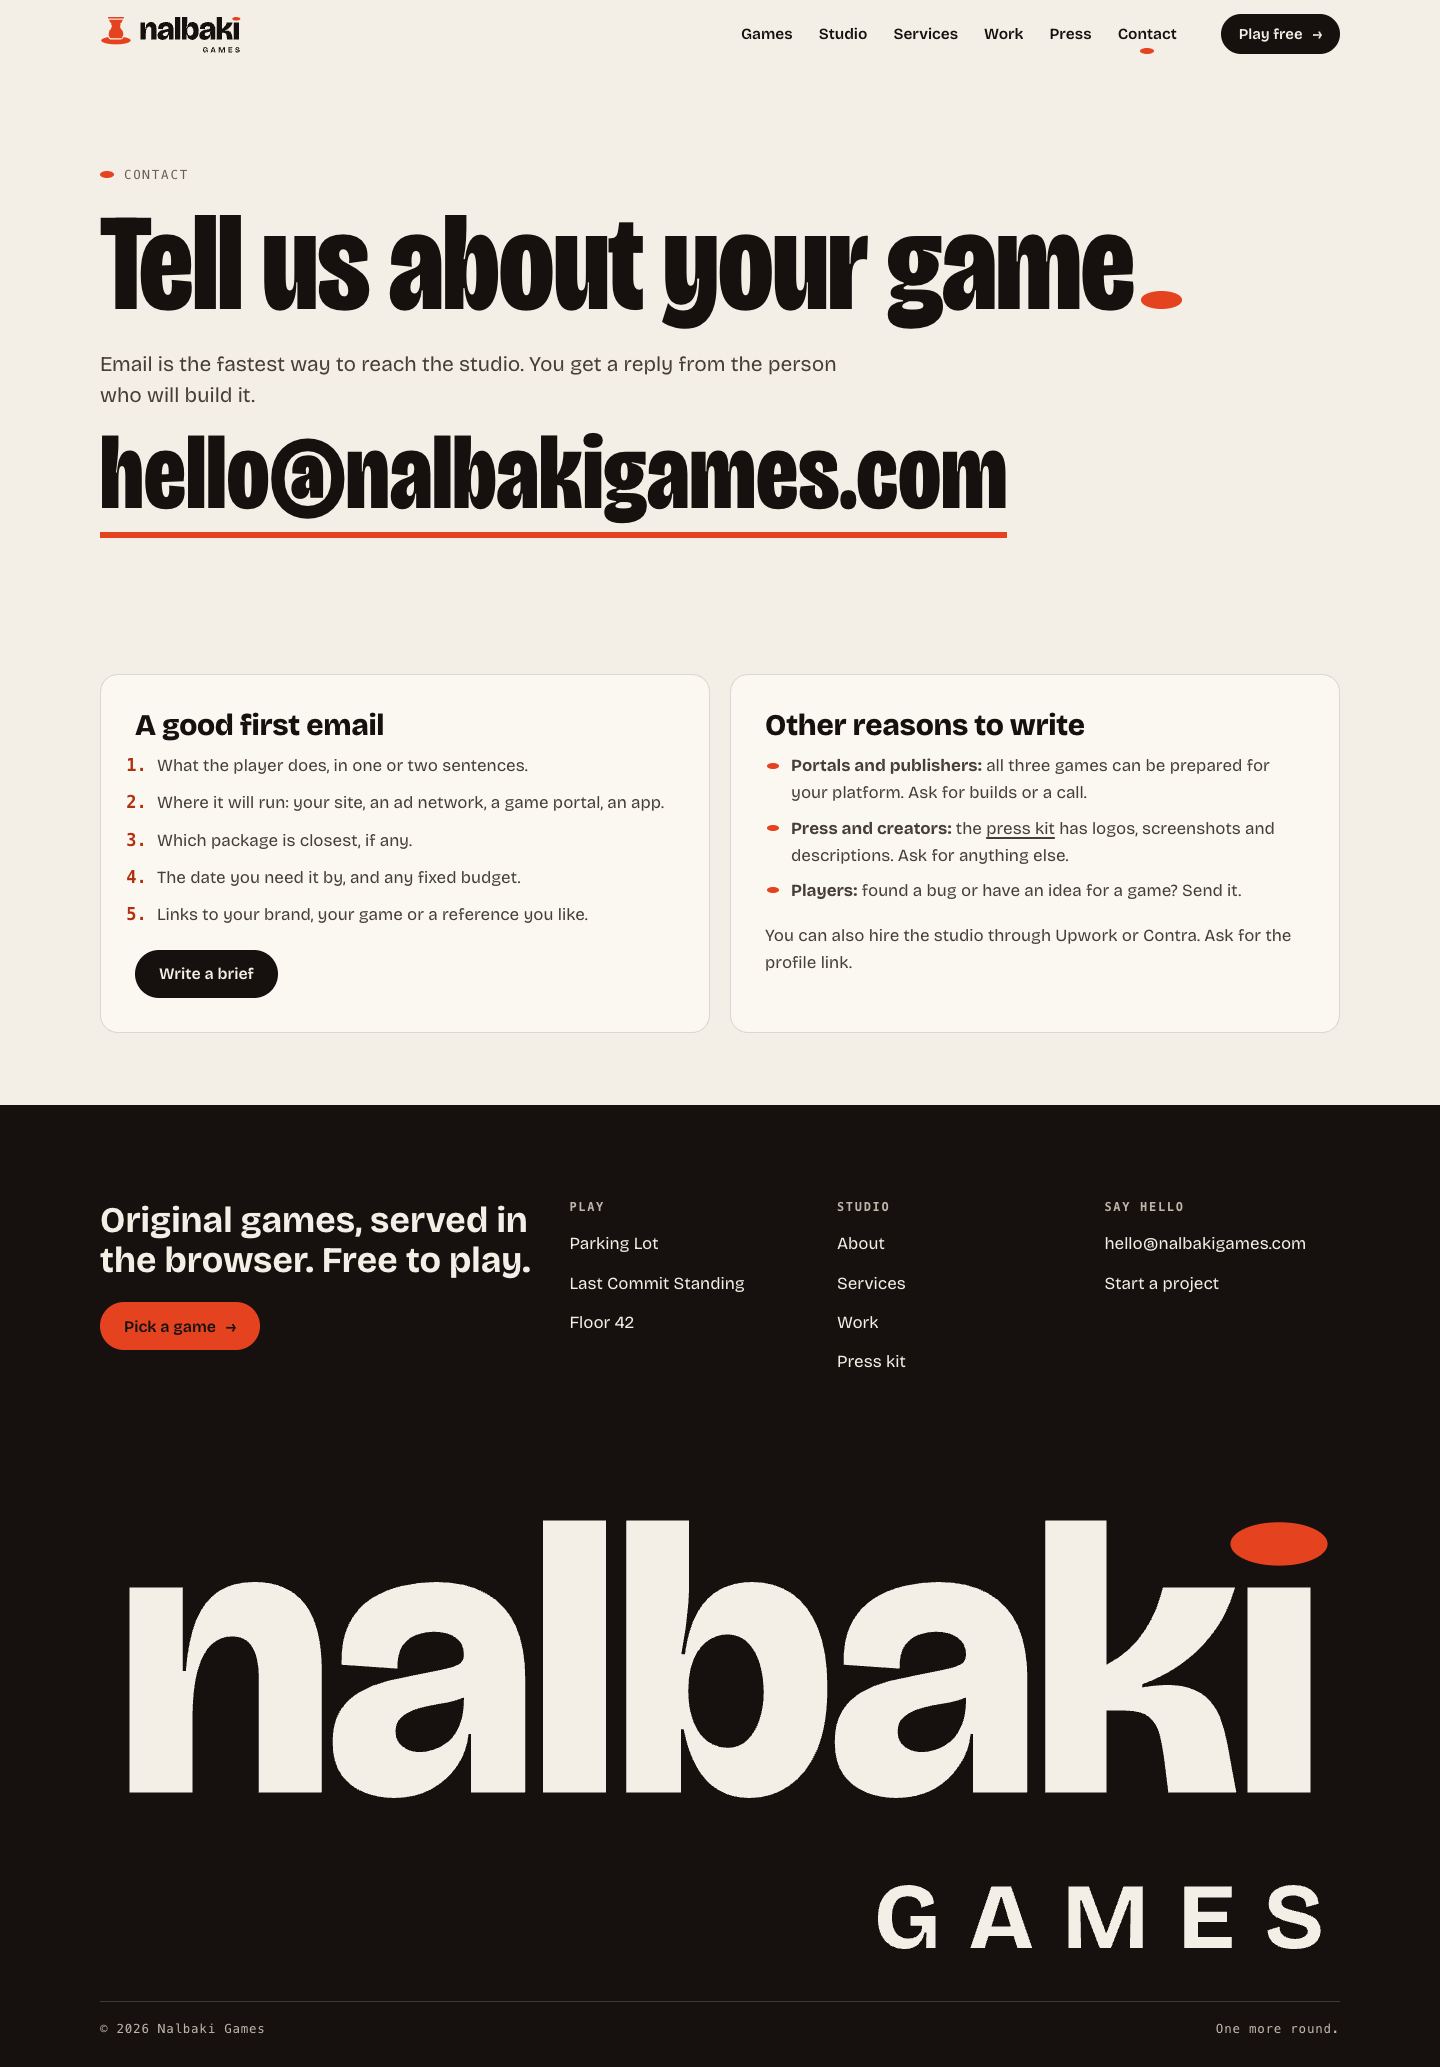 nalbaki
GAMES
Games Studio Services Work Press Contact Play free →
CONTACT
Tell us about your game.
Email is the fastest way to reach the studio. You get a reply from the person
who will build it.
hello@nalbakigames.com
A good first email
1. What the player does, in one or two sentences.
2. Where it will run: your site, an ad network, a game portal, an app.
3. Which package is closest, if any.
4. The date you need it by, and any fixed budget.
5. Links to your brand, your game or a reference you like.
Write a brief
Other reasons to write
Portals and publishers: all three games can be prepared for
your platform. Ask for builds or a call.
Press and creators: the press kit has logos, screenshots and
descriptions. Ask for anything else.
Players: found a bug or have an idea for a game? Send it.
You can also hire the studio through Upwork or Contra. Ask for the
profile link.
Original games, served in
the browser. Free to play.
Pick a game →
PLAY
Parking Lot
Last Commit Standing
Floor 42
STUDIO
About
Services
Work
Press kit
SAY HELLO
hello@nalbakigames.com
Start a project
nalbaki
GAMES
© 2026 Nalbaki Games
One more round.